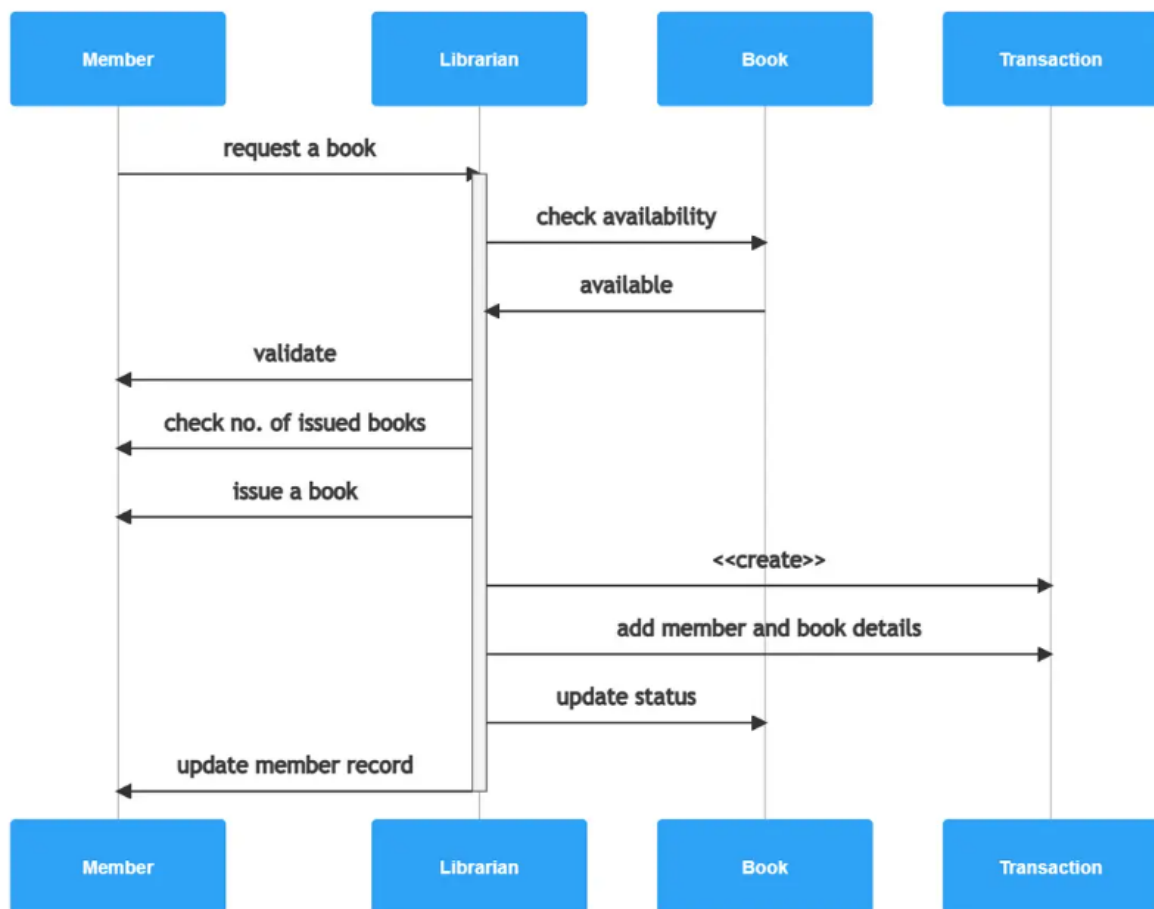 Member
Librarian
Book
Transaction
request a book
check availability
available
validate
check no. of issued books
issue a book
<<create>>
add member and book details
update status
update member record
Member
Librarian
Book
Transaction